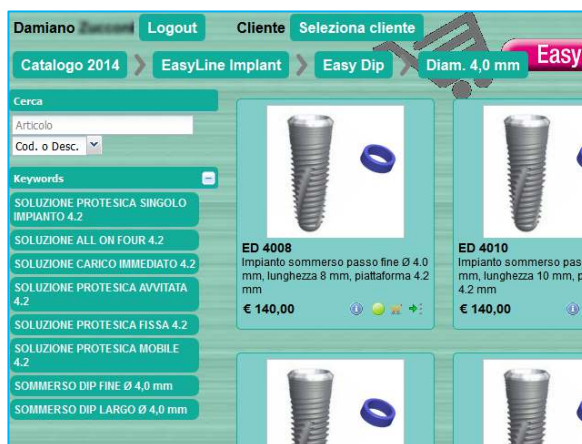 Damiano
Logout
Cliente
Seleziona cliente
Catalogo 2014
EasyLine Implant
Easy Dip
Diam. 4,0 mm
Easy
Cerca
Articolo
Cod. o Desc.
Keywords
SOLUZIONE PROTESICA SINGOLO
IMPIANTO 4.2
SOLUZIONE ALL ON FOUR 4.2
SOLUZIONE CARICO IMMEDIATO 4.2
SOLUZIONE PROTESICA AVVITATA
4.2
SOLUZIONE PROTESICA FISSA 4.2
SOLUZIONE PROTESICA MOBILE
4.2
SOMMERSO DIP FINE Ø 4,0 mm
SOMMERSO DIP LARGO Ø 4,0 mm
ED 4008
Impianto sommerso passo fine Ø 4.0
mm, lunghezza 8 mm, piattaforma 4.2
mm
€ 140,00
ED 4010
Impianto sommerso pas
mm, lunghezza 10 mm, p
4.2 mm
€ 140,00